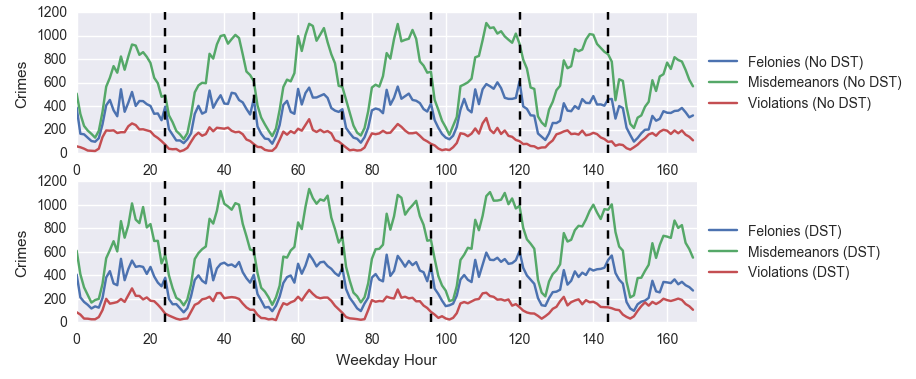 1200
1000
800
600
400
200
0
Crimes
0 20 40 60 80 100 120 140 160
Felonies (No DST)
Misdemeanors (No DST)
Violations (No DST)
1200
1000
800
600
400
200
0
Crimes
0 20 40 60 80 100 120 140 160
Weekday Hour
Felonies (DST)
Misdemeanors (DST)
Violations (DST)